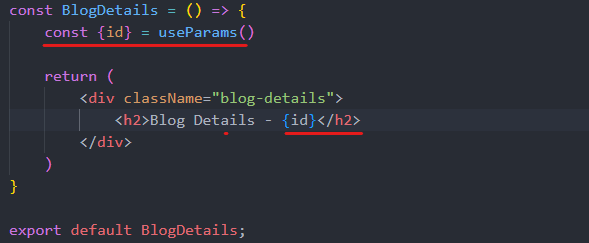 const BlogDetails = () => {
    const {id} = useParams()

    return (
        <div className="blog-details">
            <h2>Blog Details - {id}</h2>
        </div>
    )
}

export default BlogDetails;